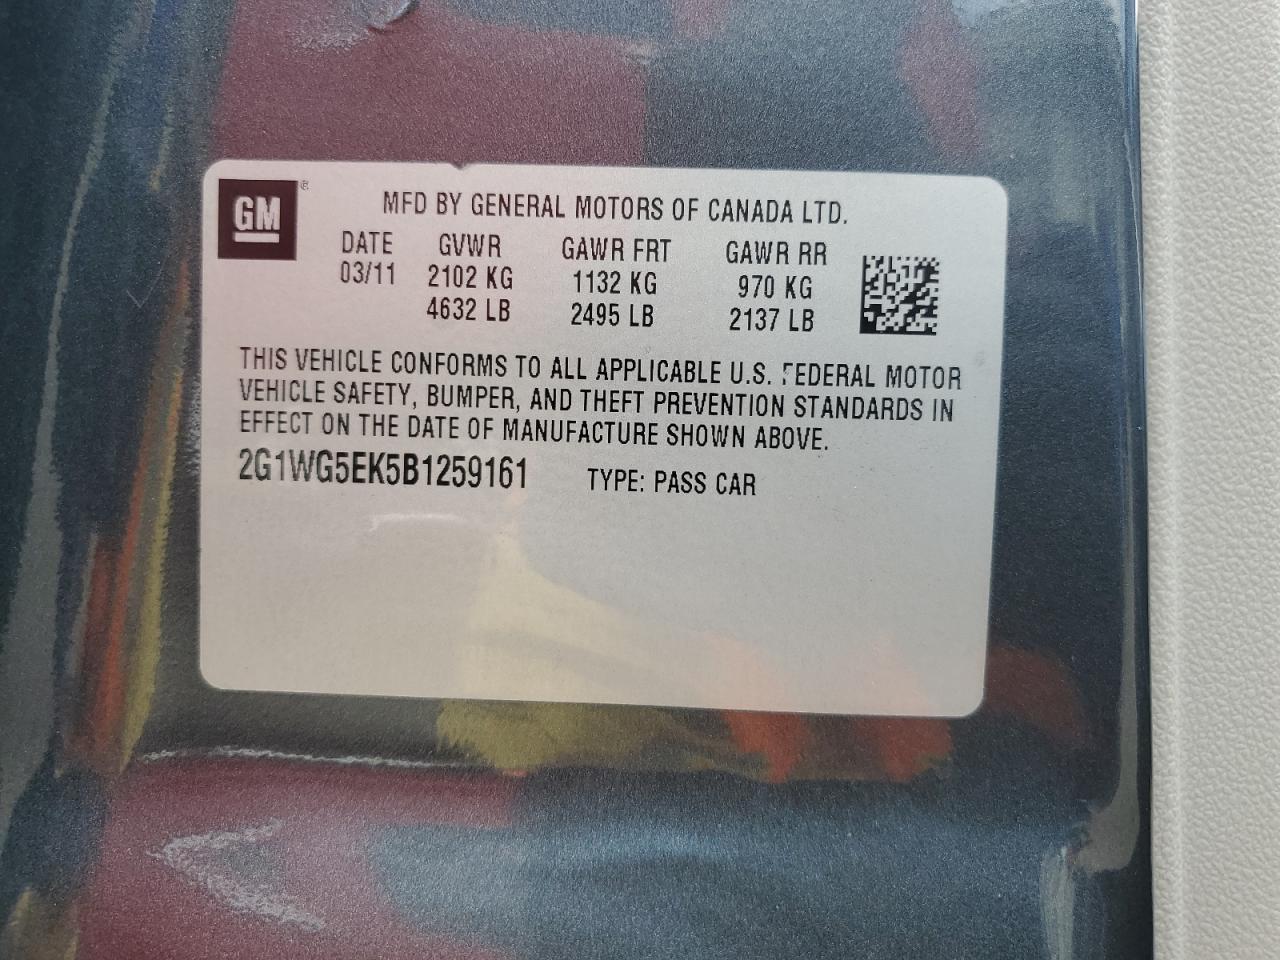 GM®
MFD BY GENERAL MOTORS OF CANADA LTD.
DATE GVWR GAWR FRT GAWR RR
03/11 2102 KG 1132 KG 970 KG
4632 LB 2495 LB 2137 LB
THIS VEHICLE CONFORMS TO ALL APPLICABLE U.S. FEDERAL MOTOR
VEHICLE SAFETY, BUMPER, AND THEFT PREVENTION STANDARDS IN
EFFECT ON THE DATE OF MANUFACTURE SHOWN ABOVE.
2G1WG5EK5B1259161 TYPE: PASS CAR